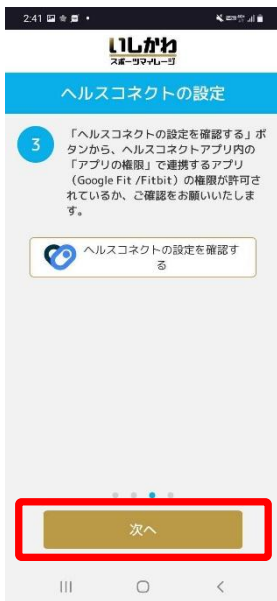 2:41
いしかわ
スポーツマイレージ
ヘルスコネクトの設定
3
「ヘルスコネクトの設定を確認する」ボ
タンから、ヘルスコネクトアプリ内の
「アプリの権限」で連携するアプリ
（Google Fit /Fitbit）の権限が許可さ
れているか、ご確認をお願いいたしま
す。
ヘルスコネクトの設定を確認す
る
次へ